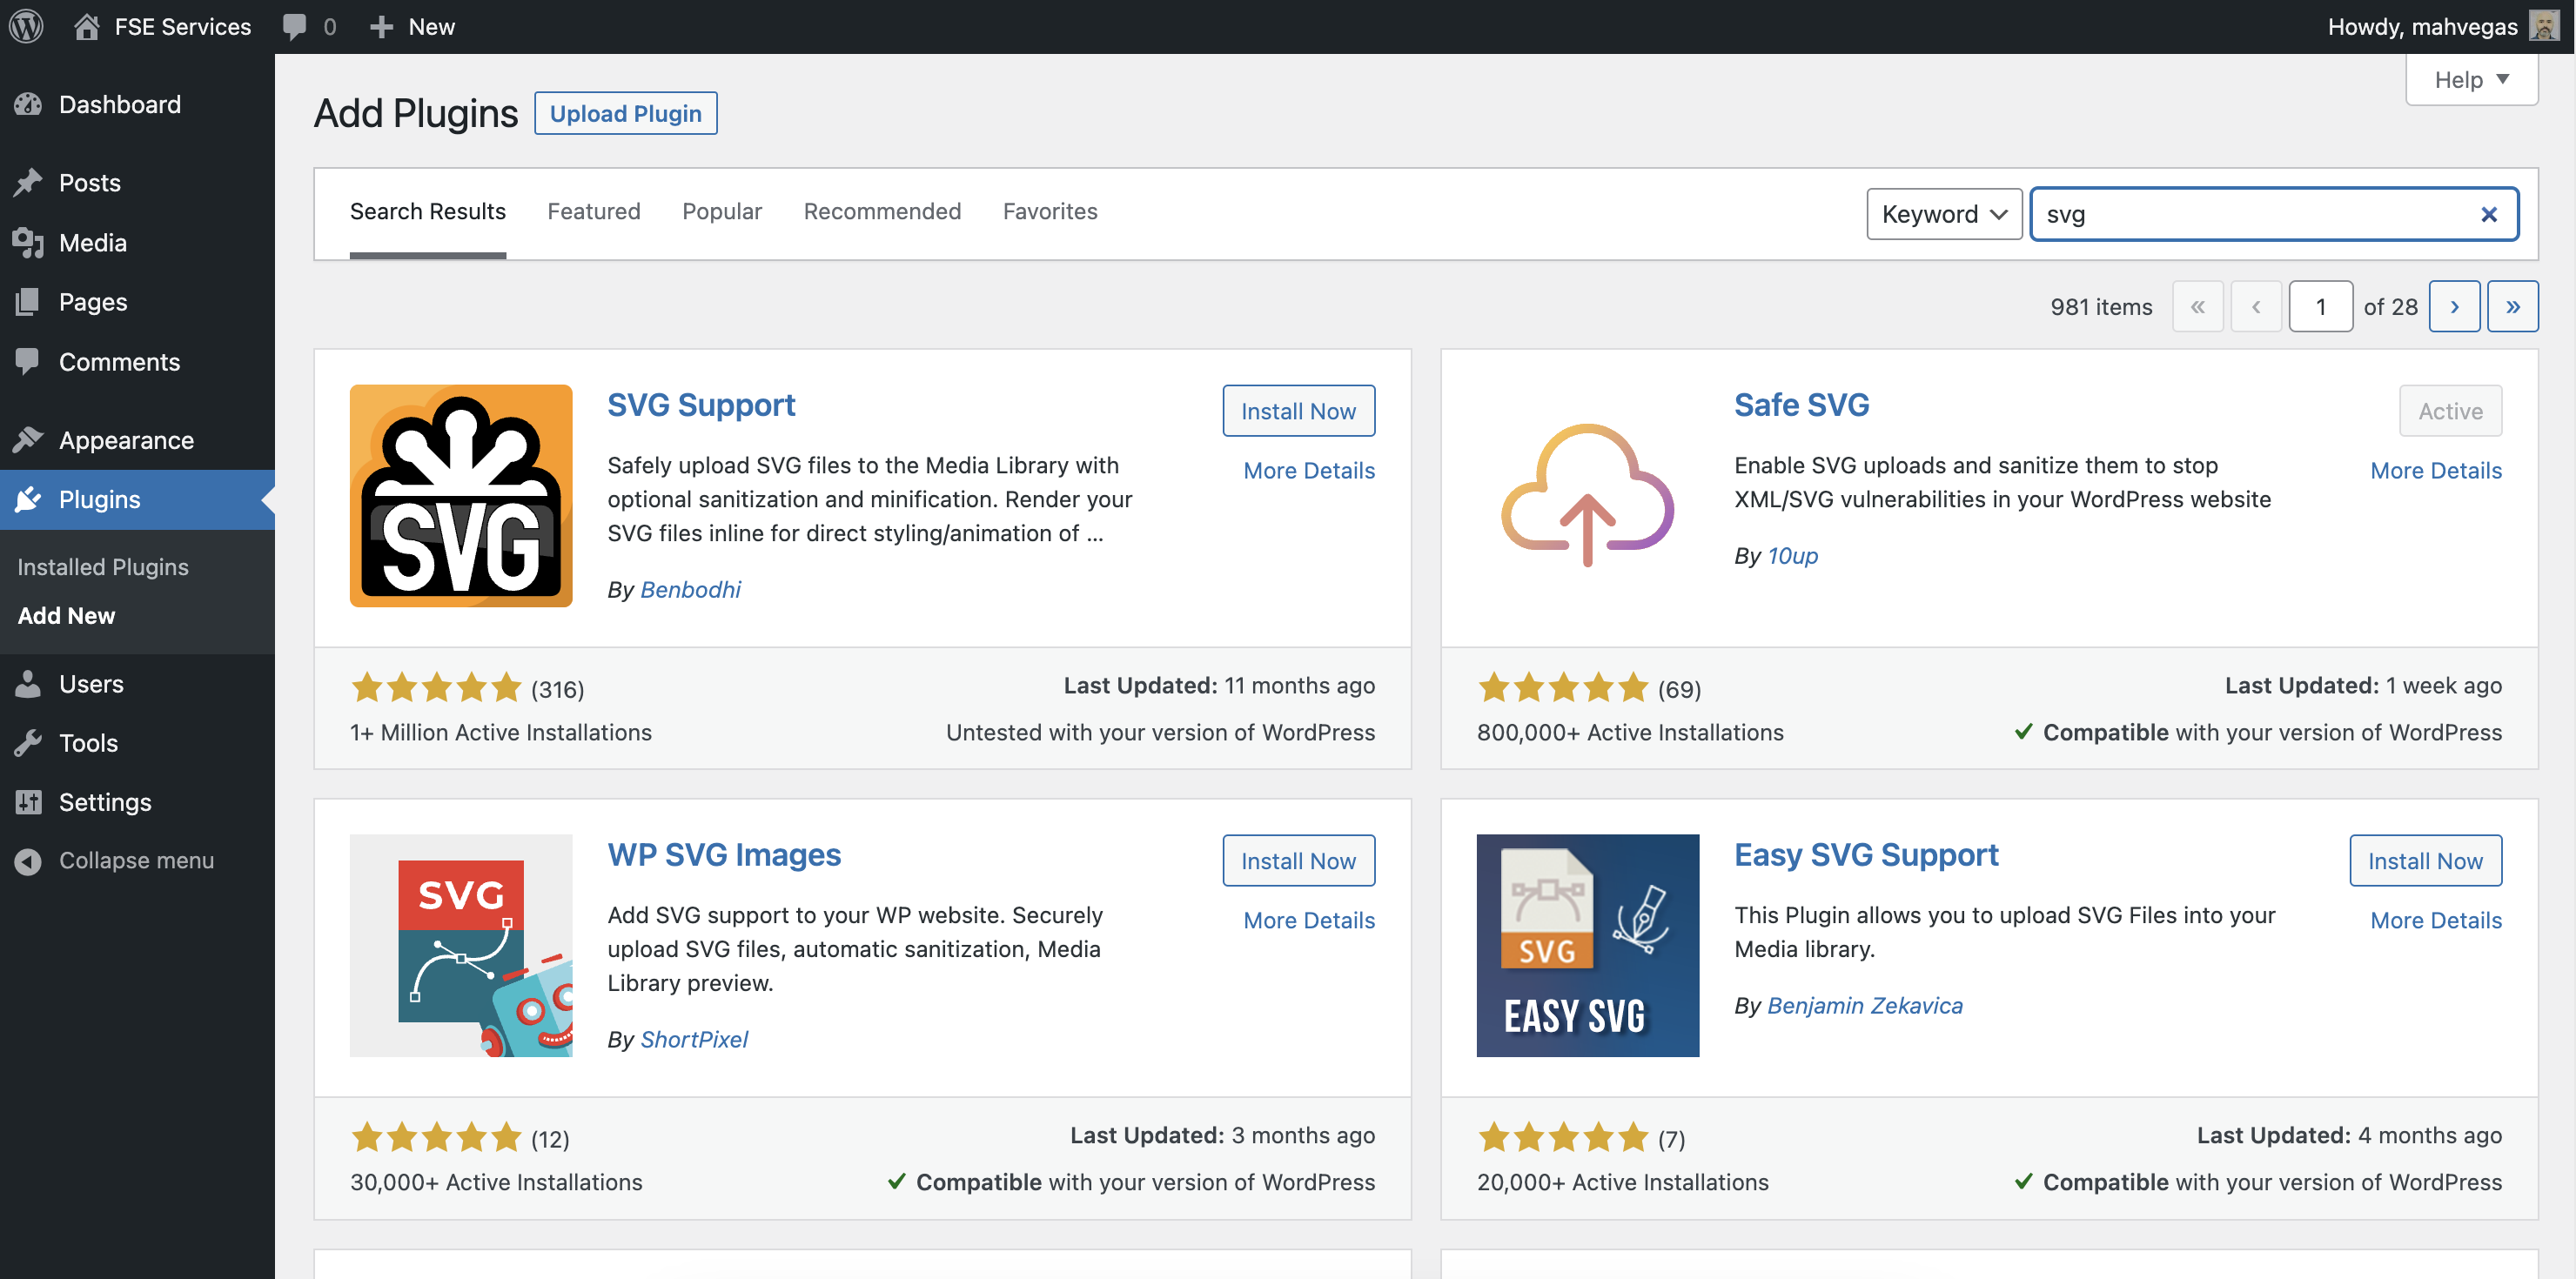 FSE Services
0
New
Howdy, mahvegas
Dashboard
Posts
Media
Pages
Comments
Appearance
Plugins
Installed Plugins
Add New
Users
Tools
Settings
Collapse menu
Help
Add Plugins
Upload Plugin
Search Results
Featured
Popular
Recommended
Favorites
Keyword
svg
981 items
«
‹
1
of 28
›
»
SVG
SVG Support
Install Now
More Details
Safely upload SVG files to the Media Library with
optional sanitization and minification. Render your
SVG files inline for direct styling/animation of ...
By Benbodhi
(316)
Last Updated: 11 months ago
1+ Million Active Installations
Untested with your version of WordPress
Safe SVG
Active
More Details
Enable SVG uploads and sanitize them to stop
XML/SVG vulnerabilities in your WordPress website
By 10up
(69)
Last Updated: 1 week ago
800,000+ Active Installations
Compatible with your version of WordPress
SVG
WP SVG Images
Install Now
More Details
Add SVG support to your WP website. Securely
upload SVG files, automatic sanitization, Media
Library preview.
By ShortPixel
(12)
Last Updated: 3 months ago
30,000+ Active Installations
Compatible with your version of WordPress
SVG
EASY SVG
Easy SVG Support
Install Now
More Details
This Plugin allows you to upload SVG Files into your
Media library.
By Benjamin Zekavica
(7)
Last Updated: 4 months ago
20,000+ Active Installations
Compatible with your version of WordPress